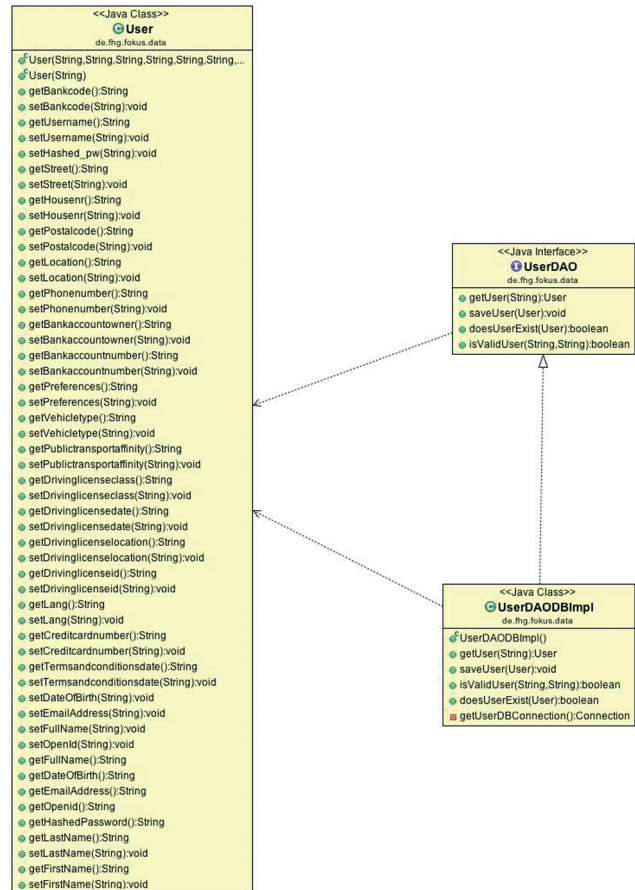 <<Java Class>>
User
de.fhg.fokus.data
User(String,String,String,String,String,String,...
User(String)
getBankcode():String
setBankcode(String):void
getUsername():String
setUsername(String):void
setHashed_pw(String):void
getStreet():String
setStreet(String):void
getHousenr():String
setHousenr(String):void
getPostalcode():String
setPostalcode(String):void
getLocation():String
setLocation(String):void
getPhonenumber():String
setPhonenumber(String):void
getBankaccountowner():String
setBankaccountowner(String):void
getBankaccountnumber():String
setBankaccountnumber(String):void
getPreferences():String
setPreferences(String):void
getVehicletype():String
setVehicletype(String):void
getPublictransportaffinity():String
setPublictransportaffinity(String):void
getDrivinglicenseclass():String
setDrivinglicenseclass(String):void
getDrivinglicensedate():String
setDrivinglicensedate(String):void
getDrivinglicenselocation():String
setDrivinglicenselocation(String):void
getDrivinglicenseid():String
setDrivinglicenseid(String):void
getLang():String
setLang(String):void
getCreditcardnumber():String
setCreditcardnumber(String):void
getTermsandconditionsdate():String
setTermsandconditionsdate(String):void
setDateOfBirth(String):void
setEmailAddress(String):void
setFullName(String):void
setOpenId(String):void
getFullName():String
getDateOfBirth():String
getEmailAddress():String
getOpenid():String
getHashedPassword():String
getLastName():String
setLastName(String):void
getFirstName():String
setFirstName(String):void
<<Java Interface>>
UserDAO
de.fhg.fokus.data
getUser(String):User
saveUser(User):void
doesUserExist(User):boolean
isValidUser(String,String):boolean
<<Java Class>>
UserDAODBImpl
de.fhg.fokus.data
UserDAODBImpl()
getUser(String):User
saveUser(User):void
isValidUser(String,String):boolean
doesUserExist(User):boolean
getUserDBConnection():Connection